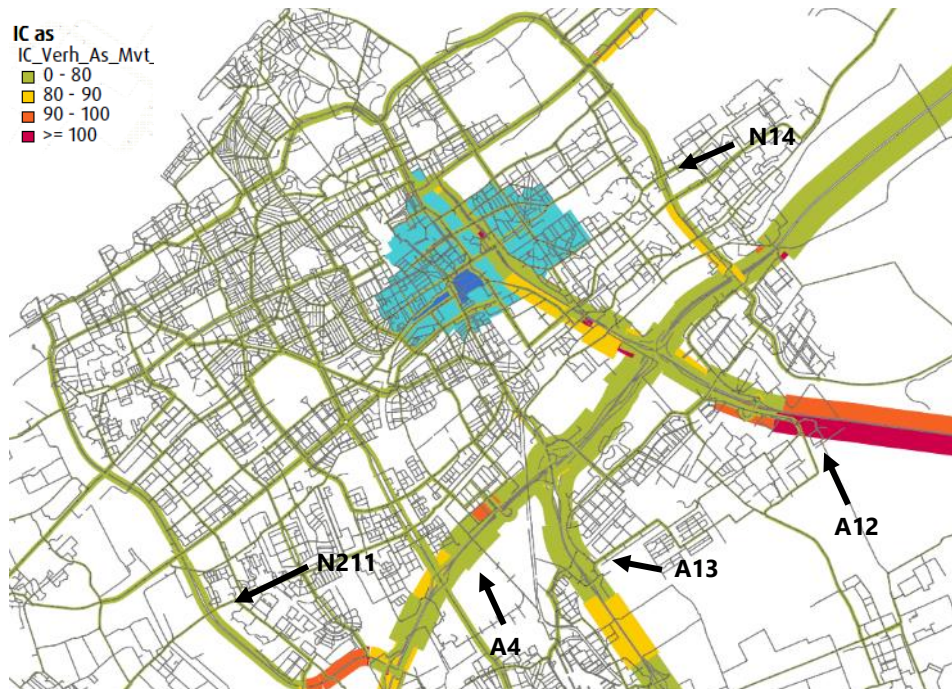 IC as
IC_Verh_As_Mvt_
0 - 80
80 - 90
90 - 100
>= 100
N14
A12
A13
N211
A4